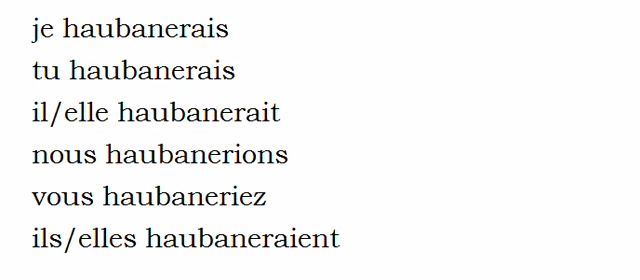 je haubanerais
tu haubanerais
il/elle haubanerait
nous haubanerions
vous haubaneriez
ils/elles haubaneraient